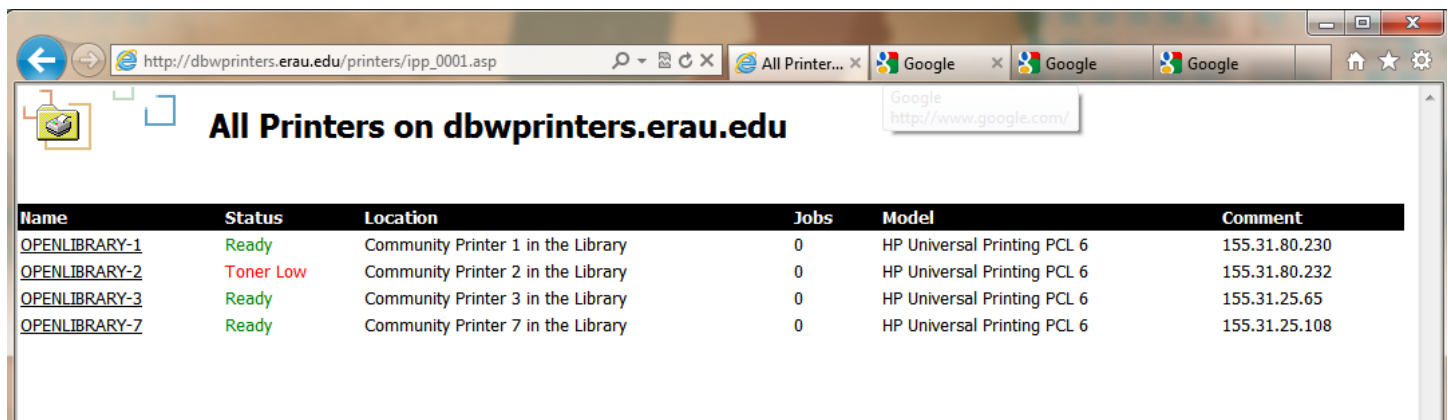 http://dbwprinters.erau.edu/printers/ipp_0001.asp All Printer... Google Google Google
Google
http://www.google.com/
All Printers on dbwprinters.erau.edu
Name Status Location Jobs Model Comment
OPENLIBRARY-1 Ready Community Printer 1 in the Library 0 HP Universal Printing PCL 6 155.31.80.230
OPENLIBRARY-2 Toner Low Community Printer 2 in the Library 0 HP Universal Printing PCL 6 155.31.80.232
OPENLIBRARY-3 Ready Community Printer 3 in the Library 0 HP Universal Printing PCL 6 155.31.25.65
OPENLIBRARY-7 Ready Community Printer 7 in the Library 0 HP Universal Printing PCL 6 155.31.25.108